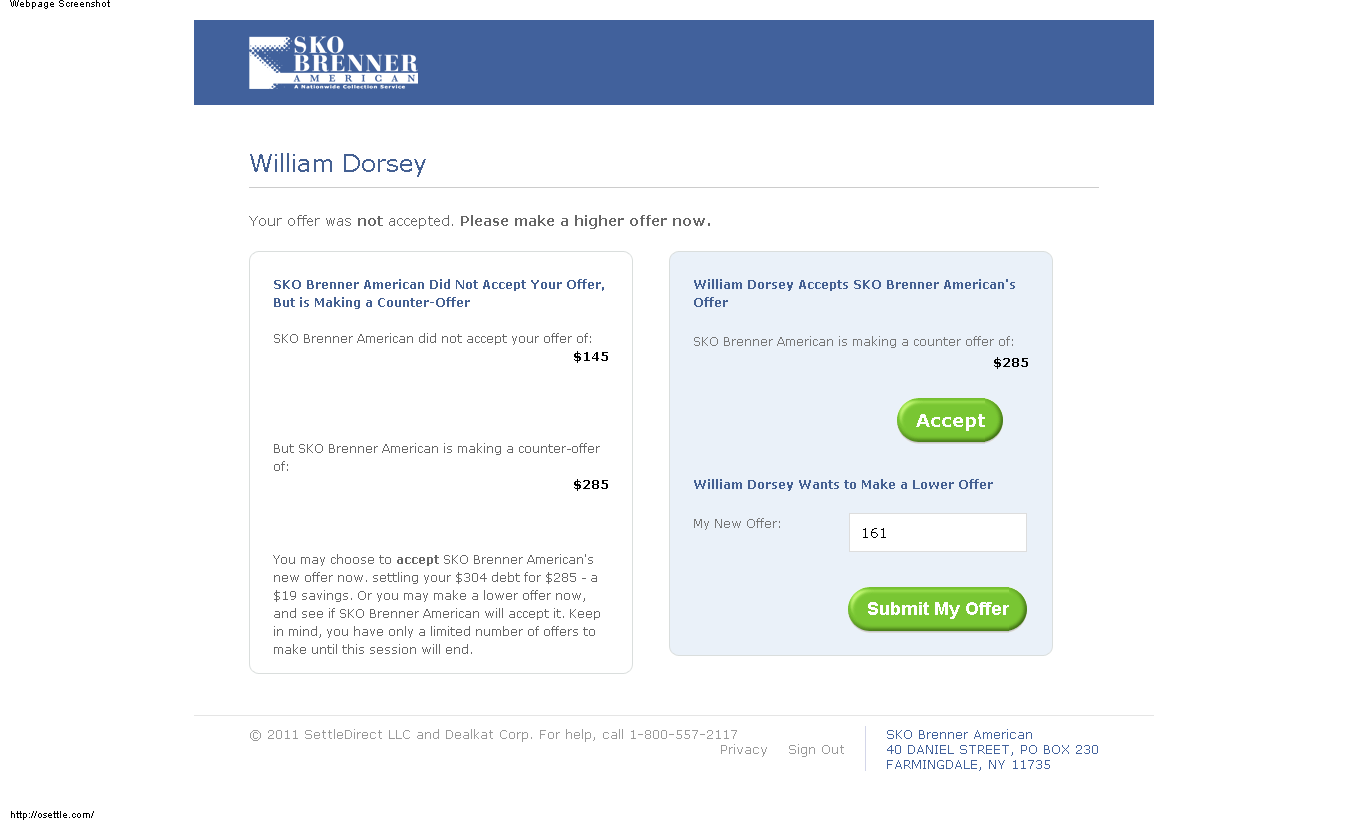 Webpage Screenshot
SKO
BRENNER
AMERICAN
A Nationwide Collection Service
William Dorsey
Your offer was not accepted. Please make a higher offer now.
SKO Brenner American Did Not Accept Your Offer,
But is Making a Counter-Offer
SKO Brenner American did not accept your offer of:
$145
But SKO Brenner American is making a counter-offer
of:
$285
You may choose to accept SKO Brenner American's
new offer now. settling your $304 debt for $285 - a
$19 savings. Or you may make a lower offer now,
and see if SKO Brenner American will accept it. Keep
in mind, you have only a limited number of offers to
make until this session will end.
William Dorsey Accepts SKO Brenner American's
Offer
SKO Brenner American is making a counter offer of:
$285
Accept
William Dorsey Wants to Make a Lower Offer
My New Offer:
161
Submit My Offer
© 2011 SettleDirect LLC and Dealkat Corp. For help, call 1-800-557-2117
Privacy Sign Out
SKO Brenner American
40 DANIEL STREET, PO BOX 230
FARMINGDALE, NY 11735
http://osettle.com/